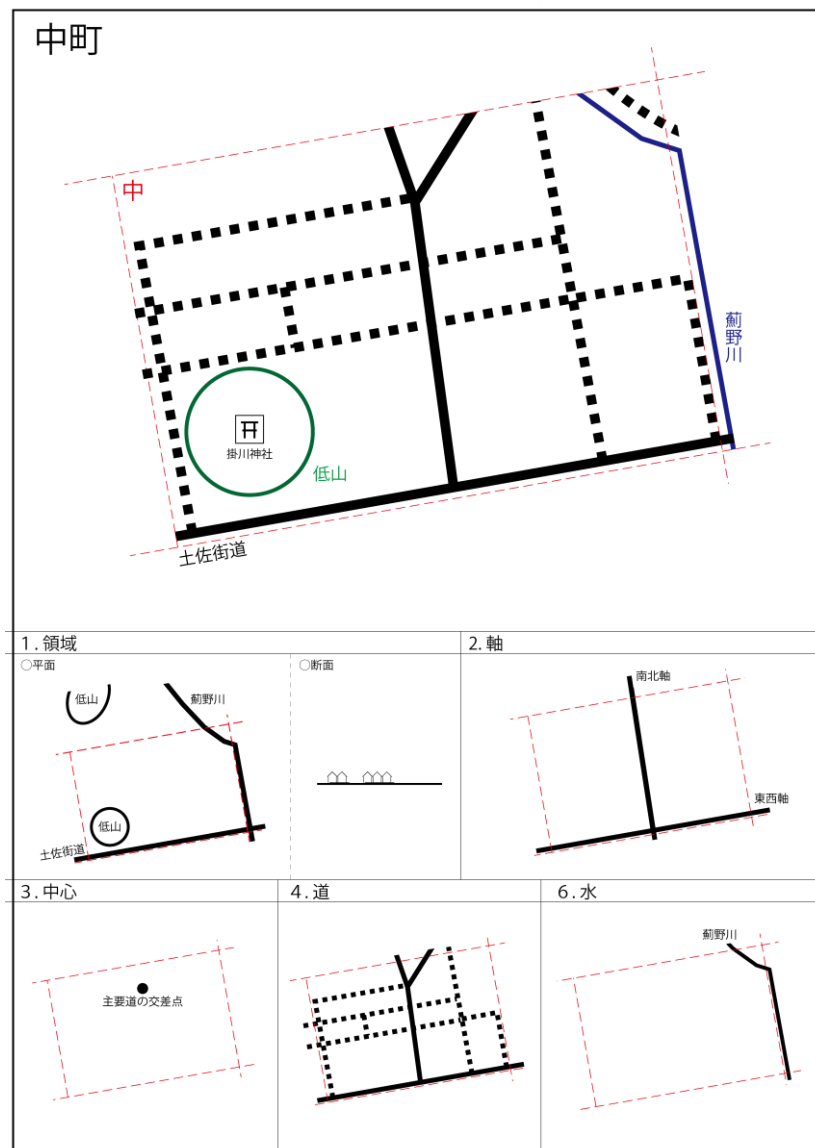 中町
中
薊野川
掛川神社
低山
土佐街道
1.領域
○平面
低山
薊野川
低山
土佐街道
○断面
2.軸
南北軸
東西軸
3.中心
主要道の交差点
4.道
6.水
薊野川